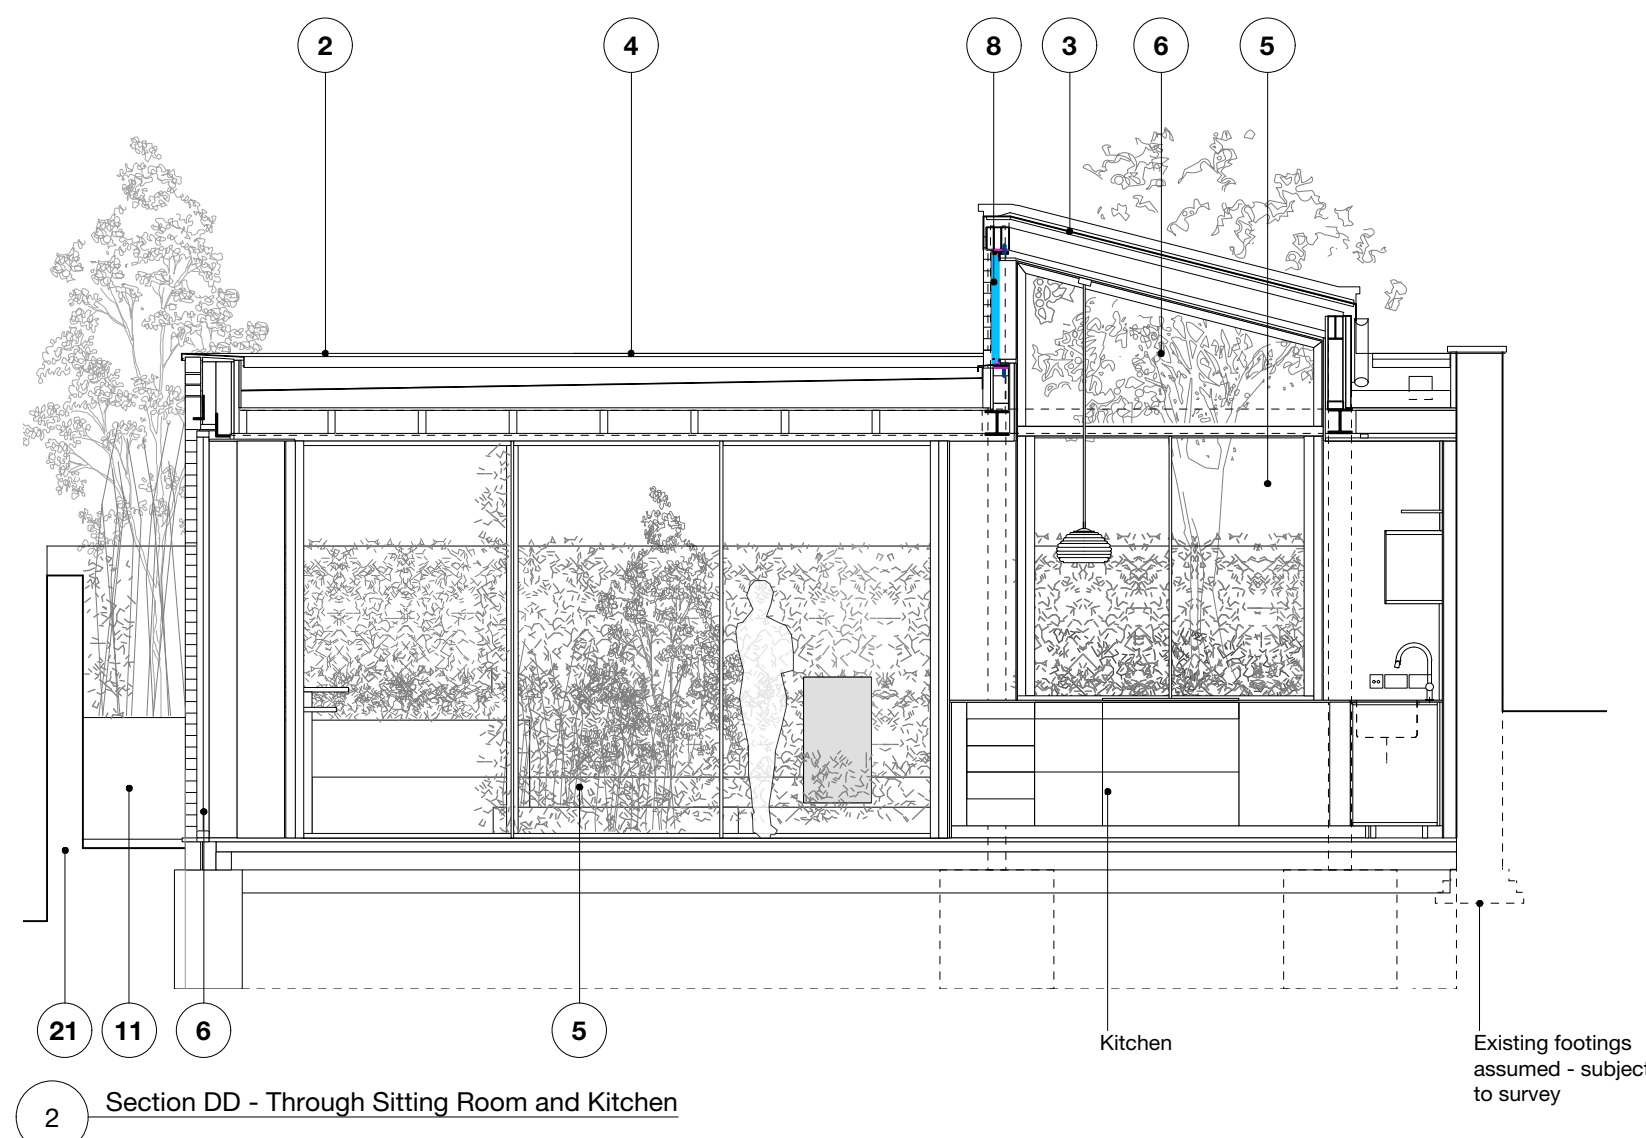 2
4
8
3
6
5
21
11
6
5
Kitchen
Existing footings
assumed - subject
to survey
2
Section DD - Through Sitting Room and Kitchen